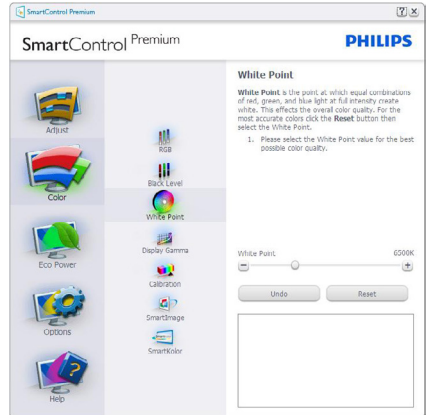 SmartControl Premium
SmartControl Premium
PHILIPS
Adjust
Color
Eco Power
Options
Help
RGB
Black Level
White Point
Display Gamma
Calibration
SmartImage
SmartKolor
White Point
White Point is the point at which equal combinations
of red, green, and blue light at full intensity create
white. This effects the overall color quality. For the
most accurate colors click the Reset button then
select the White Point.
1. Please select the White Point value for the best
possible color quality.
White Point 6500K
Undo Reset